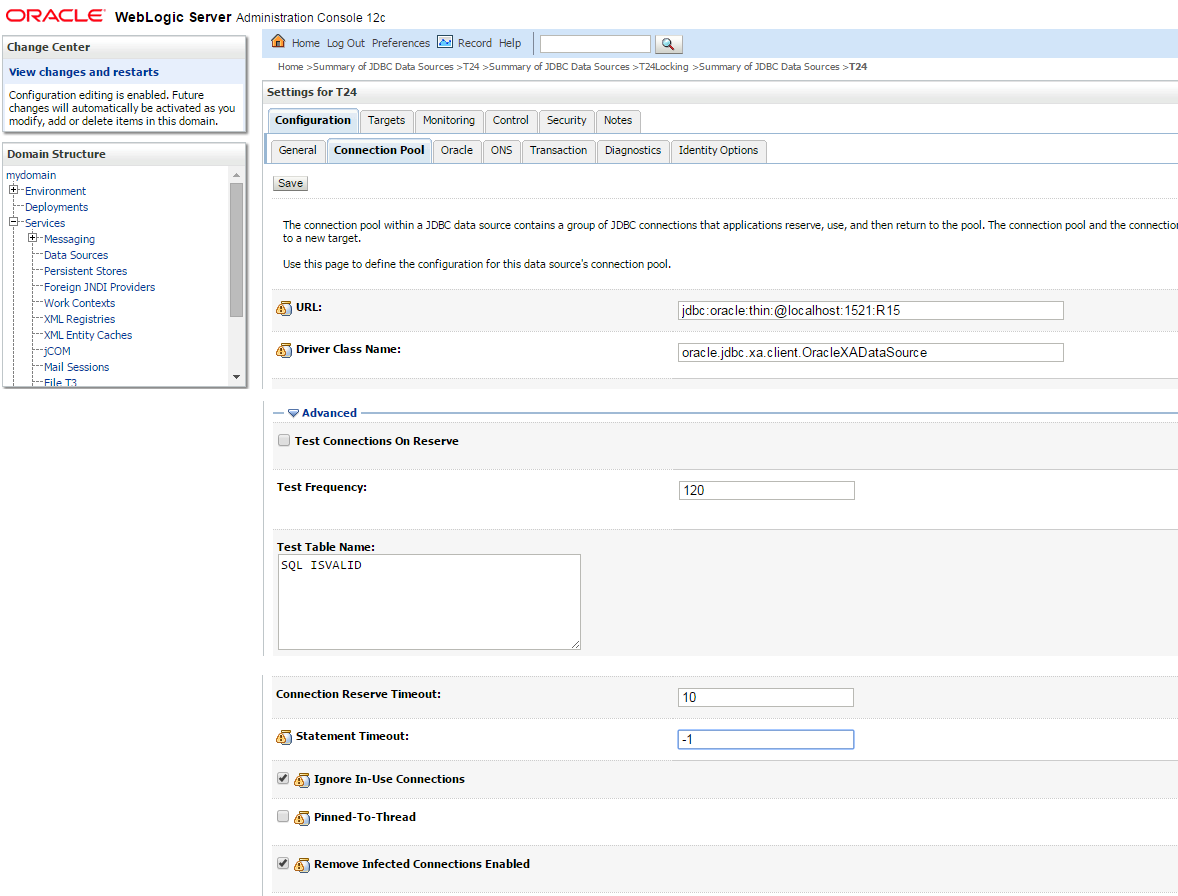 ORACLE WebLogic Server Administration Console 12c
Change Center
View changes and restarts
Configuration editing is enabled. Future
changes will automatically be activated as you
modify, add or delete items in this domain.
Domain Structure
mydomain
Environment
Deployments
Services
Messaging
Data Sources
Persistent Stores
Foreign JNDI Providers
Work Contexts
XML Registries
XML Entity Caches
jCOM
Mail Sessions
File T3
Home Log Out Preferences Record Help
Home >Summary of JDBC Data Sources >T24 >Summary of JDBC Data Sources >T24Locking >Summary of JDBC Data Sources >T24
Settings for T24
Configuration Targets Monitoring Control Security Notes
General Connection Pool Oracle ONS Transaction Diagnostics Identity Options
Save
The connection pool within a JDBC data source contains a group of JDBC connections that applications reserve, use, and then return to the pool. The connection pool and the connection
to a new target.
Use this page to define the configuration for this data source's connection pool.
URL: jdbc:oracle:thin:@localhost:1521:R15
Driver Class Name: oracle.jdbc.xa.client.OracleXADataSource
Advanced
Test Connections On Reserve
Test Frequency: 120
Test Table Name:
SQL ISVALID
Connection Reserve Timeout: 10
Statement Timeout: -1
Ignore In-Use Connections
Pinned-To-Thread
Remove Infected Connections Enabled